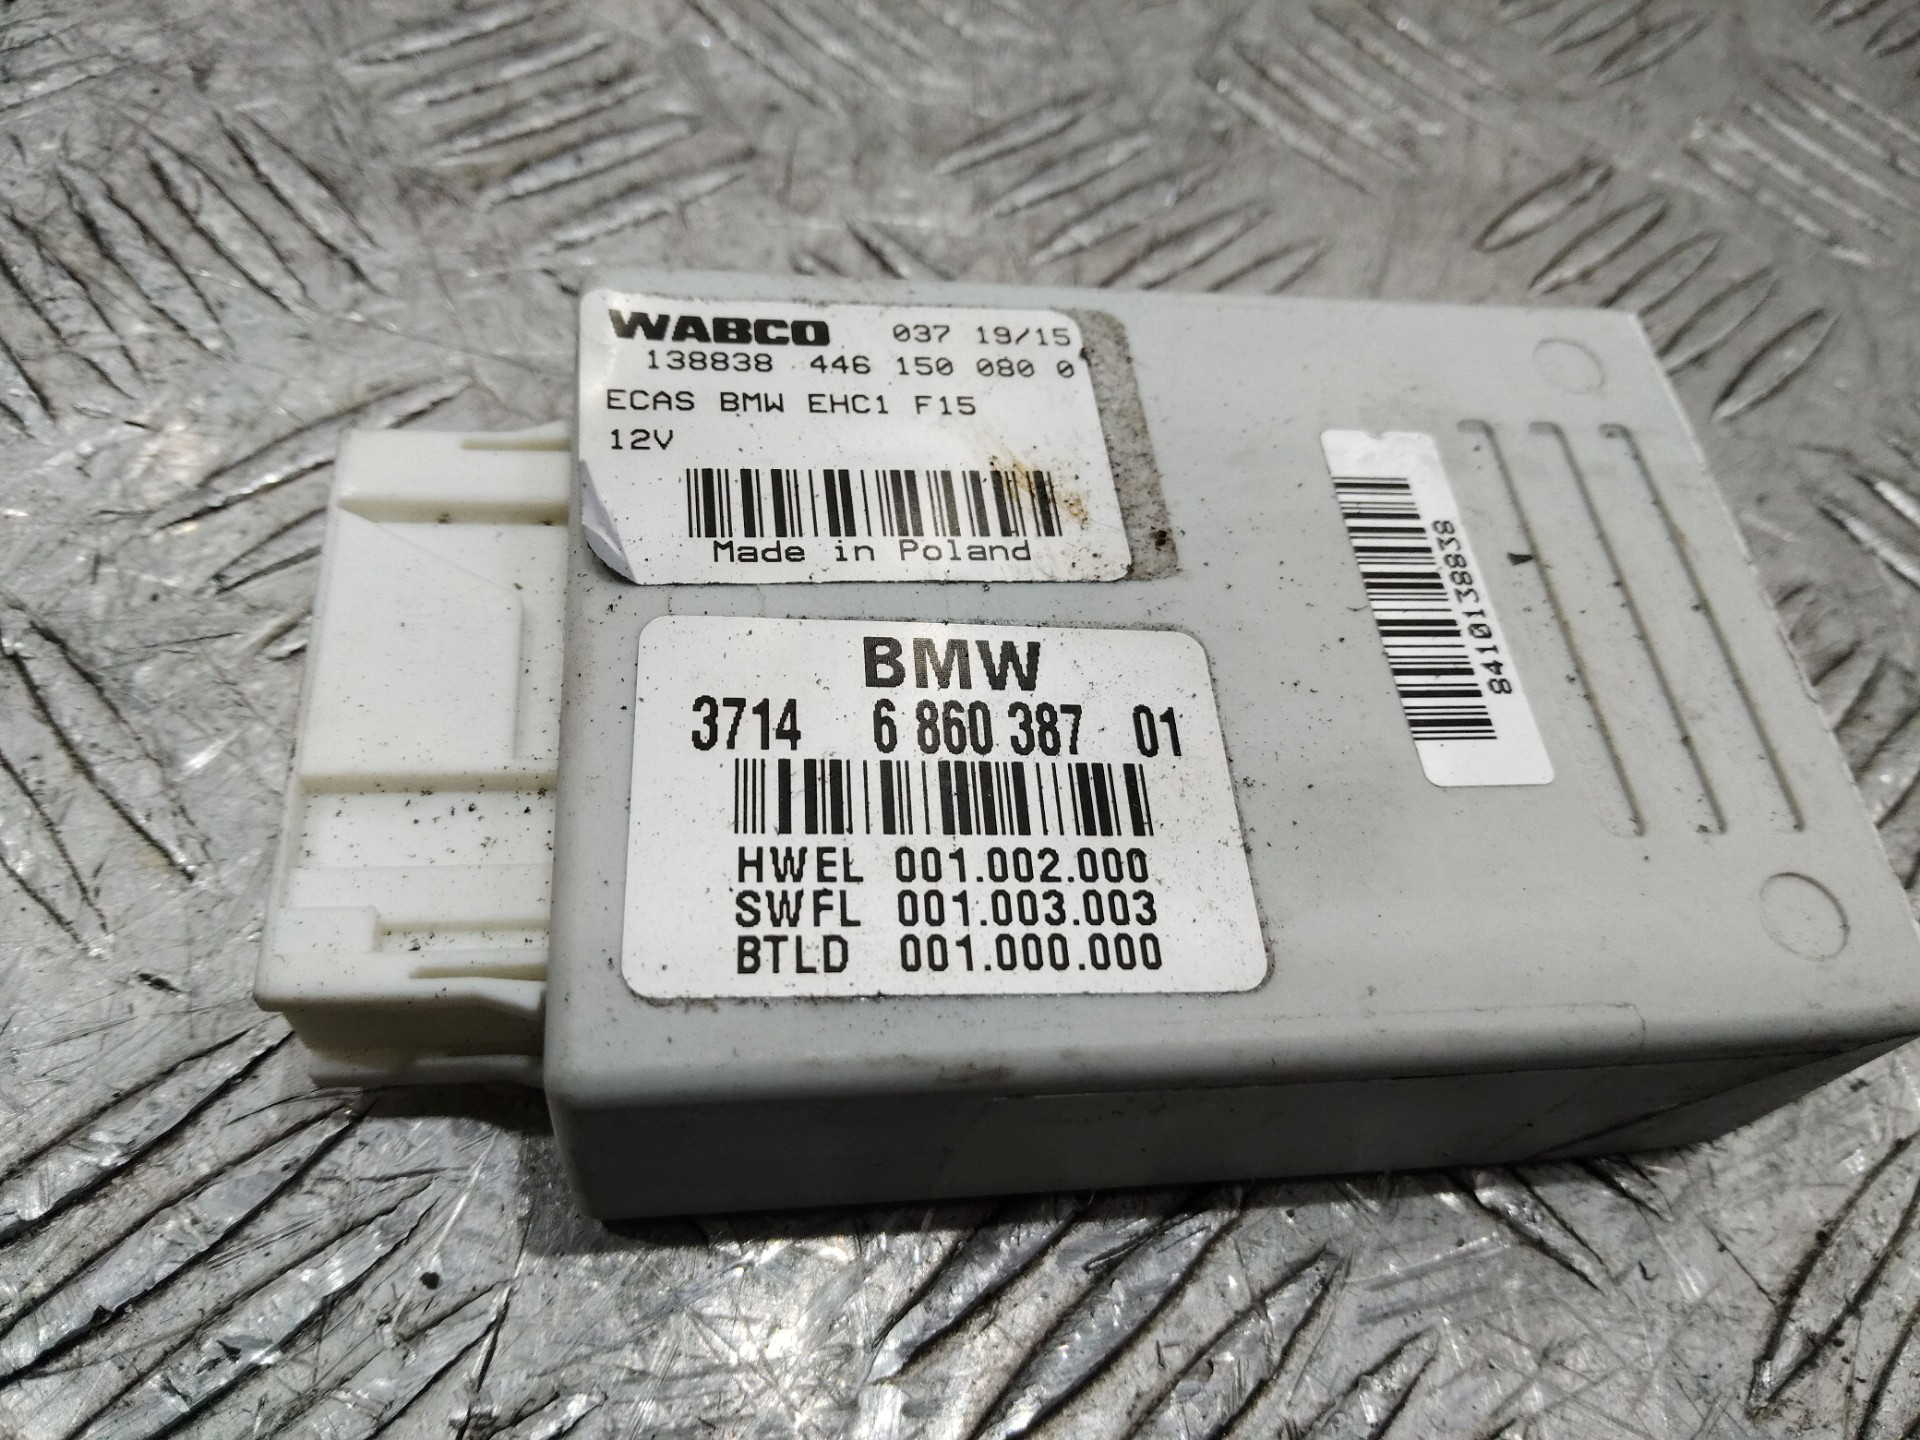 WABCO 037 19/15
138838 446 150 080 0
ECAS BMW EHC1 F15
12V
Made in Poland
BMW
3714 6 860 387 01
HWEL 001.002.000
SWFL 001.003.003
BTLD 001.000.000
8410138838